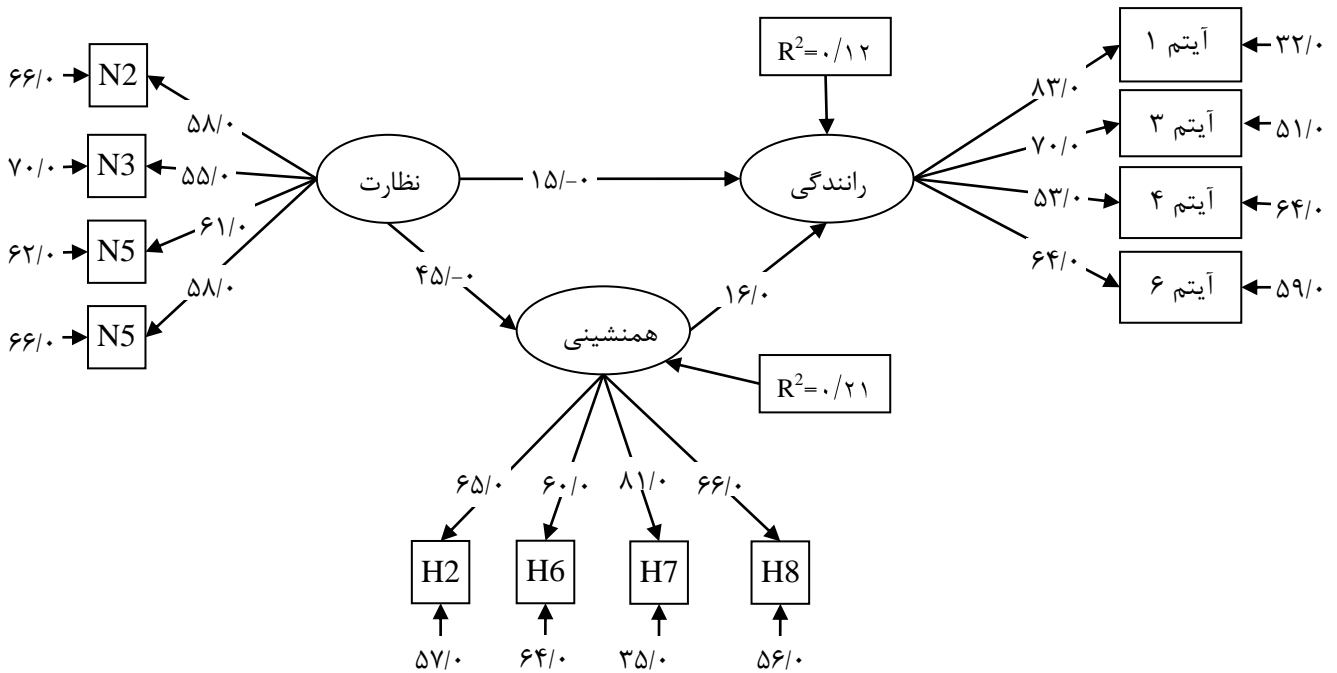 R²=۰/۱۲
آیتم ۱
۳۲/۰
N2
۶۶/۰
۸۳/۰
۵۸/۰
آیتم ۳
۵۱/۰
۷۰/۰
N3
۷۰/۰
۵۵/۰
نظارت
۱۵/-۰
رانندگی
۵۳/۰
آیتم ۴
۶۴/۰
۶۱/۰
N5
۶۲/۰
۶۴/۰
آیتم ۶
۵۹/۰
۵۸/۰
۴۵/-۰
۱۶/۰
N5
۶۶/۰
همنشینی
R²=۰/۲۱
۶۵/۰
۶۰/۰
۸۱/۰
۶۶/۰
H2
H6
H7
H8
۵۷/۰
۶۴/۰
۳۵/۰
۵۶/۰